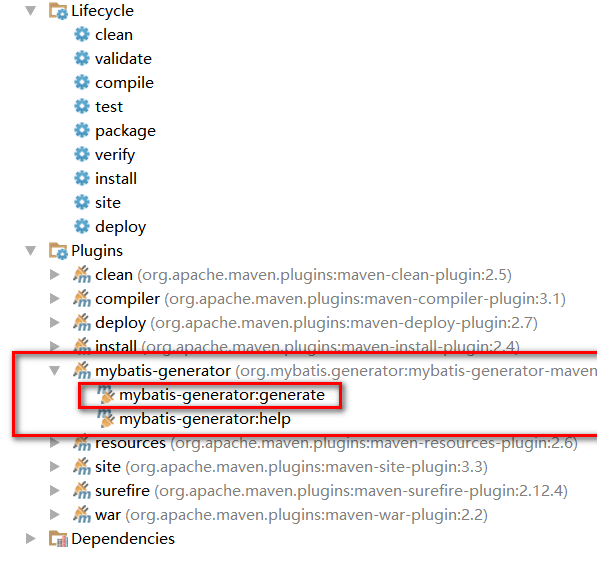 Lifecycle
clean
validate
compile
test
package
verify
install
site
deploy
Plugins
clean (org.apache.maven.plugins:maven-clean-plugin:2.5)
compiler (org.apache.maven.plugins:maven-compiler-plugin:3.1)
deploy (org.apache.maven.plugins:maven-deploy-plugin:2.7)
install (org.apache.maven.plugins:maven-install-plugin:2.4)
mybatis-generator (org.mybatis.generator:mybatis-generator-maven
mybatis-generator:generate
mybatis-generator:help
resources (org.apache.maven.plugins:maven-resources-plugin:2.6)
site (org.apache.maven.plugins:maven-site-plugin:3.3)
surefire (org.apache.maven.plugins:maven-surefire-plugin:2.12.4)
war (org.apache.maven.plugins:maven-war-plugin:2.2)
Dependencies